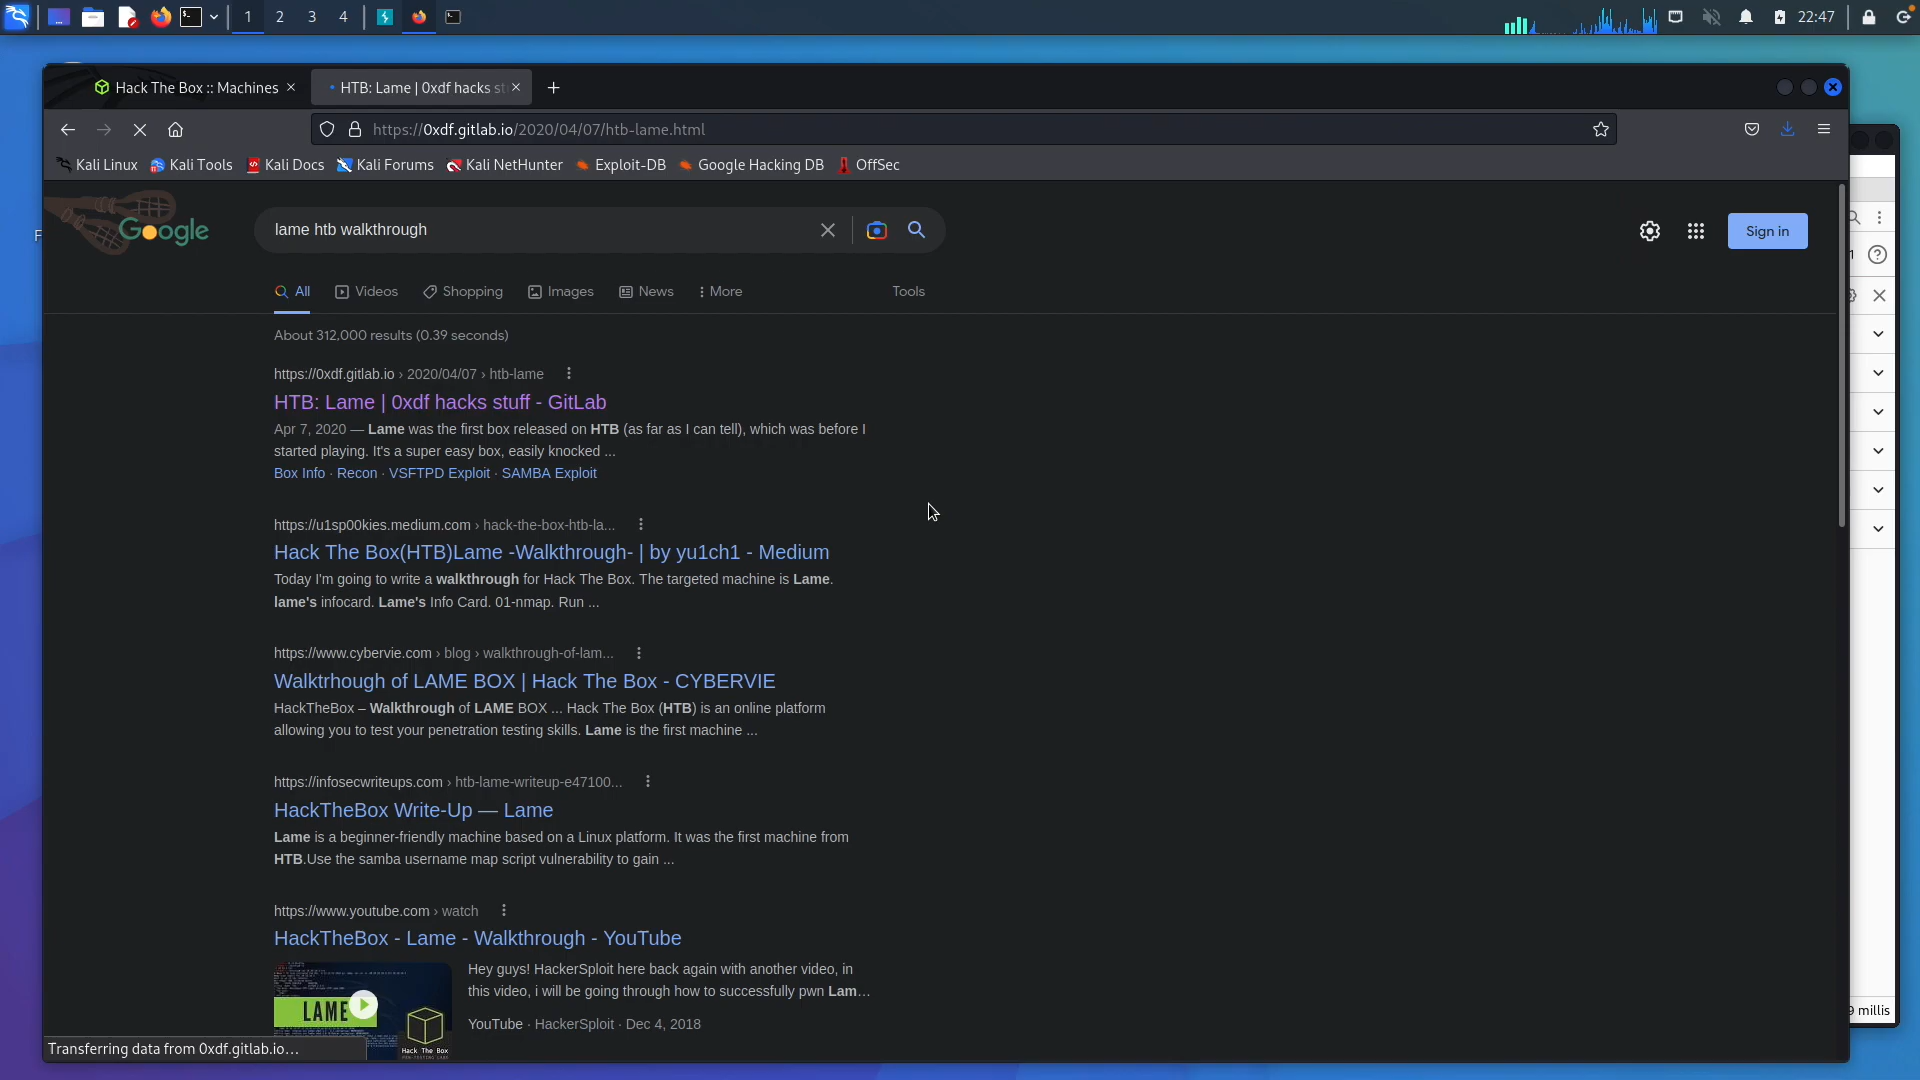 1 2 3 4 22:47
Hack The Box :: Machines
HTB: Lame | 0xdf hacks st
https://0xdf.gitlab.io/2020/04/07/htb-lame.html
Kali Linux Kali Tools Kali Docs Kali Forums Kali NetHunter Exploit-DB Google Hacking DB OffSec
Google
lame htb walkthrough
Sign in
All Videos Shopping Images News More Tools
About 312,000 results (0.39 seconds)
https://0xdf.gitlab.io › 2020/04/07 › htb-lame
HTB: Lame | 0xdf hacks stuff - GitLab
Apr 7, 2020 — Lame was the first box released on HTB (as far as I can tell), which was before I
started playing. It's a super easy box, easily knocked ...
Box Info · Recon · VSFTPD Exploit · SAMBA Exploit
https://u1sp00kies.medium.com › hack-the-box-htb-la...
Hack The Box(HTB)Lame -Walkthrough- | by yu1ch1 - Medium
Today I'm going to write a walkthrough for Hack The Box. The targeted machine is Lame.
lame's infocard. Lame's Info Card. 01-nmap. Run ...
https://www.cybervie.com › blog › walkthrough-of-lam...
Walktrhough of LAME BOX | Hack The Box - CYBERVIE
HackTheBox – Walkthrough of LAME BOX ... Hack The Box (HTB) is an online platform
allowing you to test your penetration testing skills. Lame is the first machine ...
https://infosecwriteups.com › htb-lame-writeup-e47100...
HackTheBox Write-Up — Lame
Lame is a beginner-friendly machine based on a Linux platform. It was the first machine from
HTB.Use the samba username map script vulnerability to gain ...
https://www.youtube.com › watch
HackTheBox - Lame - Walkthrough - YouTube
LAME
Hack The Box
Hey guys! HackerSploit here back again with another video, in
this video, i will be going through how to successfully pwn Lam...
YouTube · HackerSploit · Dec 4, 2018
9 millis
Transferring data from 0xdf.gitlab.io…